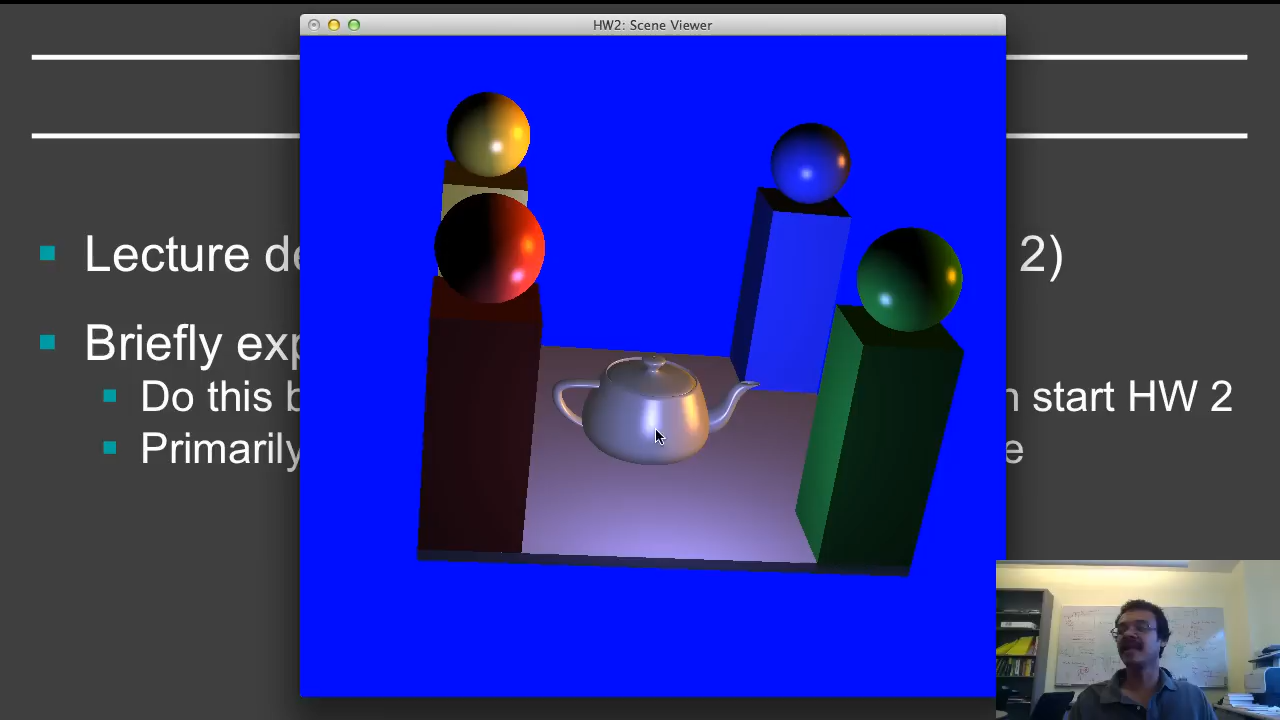 HW2: Scene Viewer
Lecture de 2)
Briefly exp
Do this b n start HW 2
Primarily e